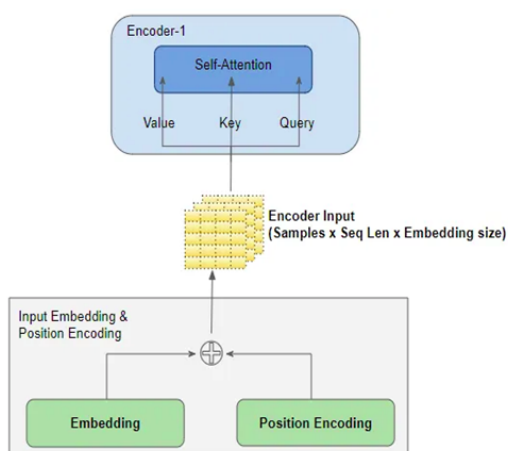 Encoder-1
Self-Attention
Value Key Query
Encoder Input
(Samples x Seq Len x Embedding size)
Input Embedding &
Position Encoding
Embedding Position Encoding